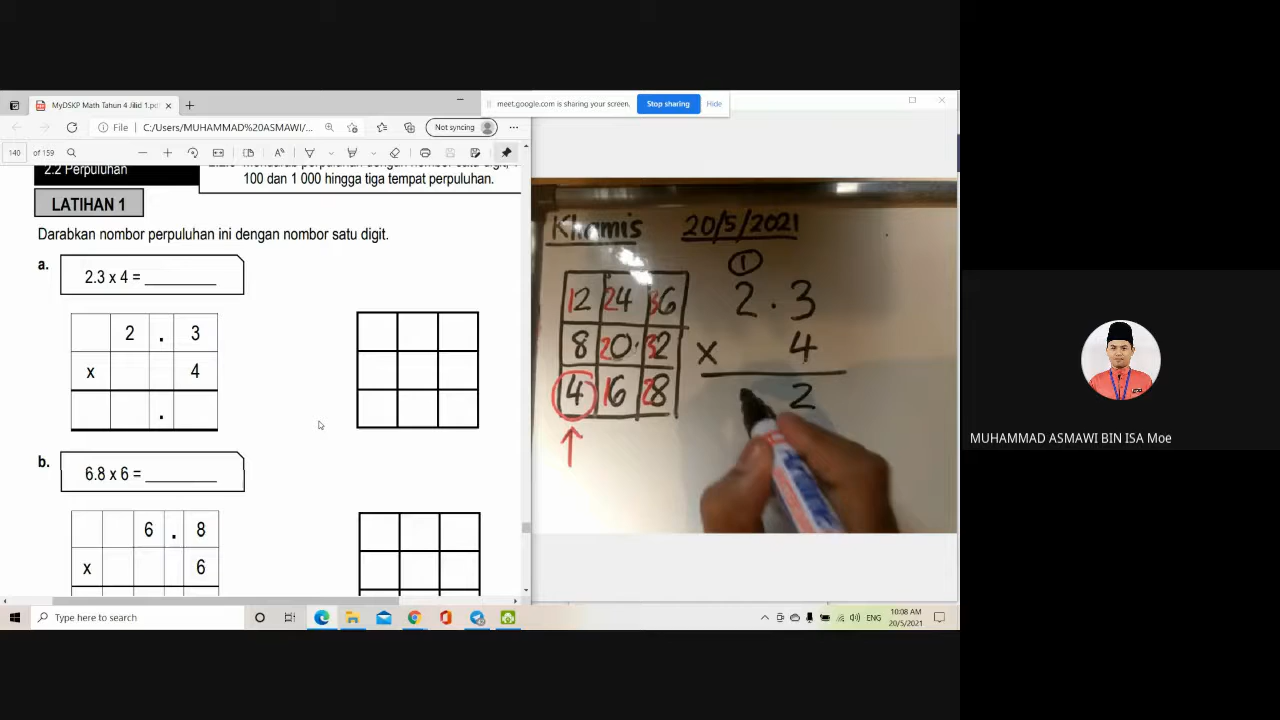 MyDSKP Math Tahun 4 Jilid 1.pdf
meet.google.com is sharing your screen.
Stop sharing
Hide
File
C:/Users/MUHAMMAD%20ASMAWI/...
Not syncing
140
of 159
2.2 Perpuluhan
100 dan 1 000 hingga tiga tempat perpuluhan.
LATIHAN 1
Darabkan nombor perpuluhan ini dengan nombor satu digit.
a.
2.3 x 4 = ________
2 . 3
x 4
.
b.
6.8 x 6 = ________
6 . 8
x 6
Khamis 20/5/2021
12 24 36
8 20 32
4 16 28
1
2.3
x 4
2
MUHAMMAD ASMAWI BIN ISA Moe
Type here to search
ENG
10:08 AM
20/5/2021